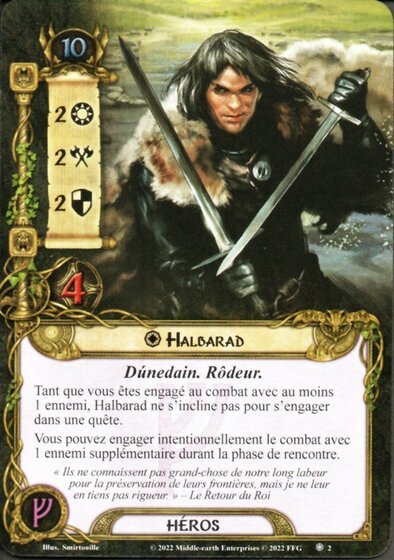 10
2
2
2
4
Halbarad
Dúnedain. Rôdeur.
Tant que vous êtes engagé au combat avec au moins
1 ennemi, Halbarad ne s'incline pas pour s'engager
dans une quête.
Vous pouvez engager intentionnellement le combat avec
1 ennemi supplémentaire durant la phase de rencontre.
« Ils ne connaissent pas grand-chose de notre long labeur
pour la préservation de leurs frontières, mais je ne leur
en tiens pas rigueur. » – Le Retour du Roi
HÉROS
Illus. Smirtouille © 2022 Middle-earth Enterprises © 2022 FFG 2